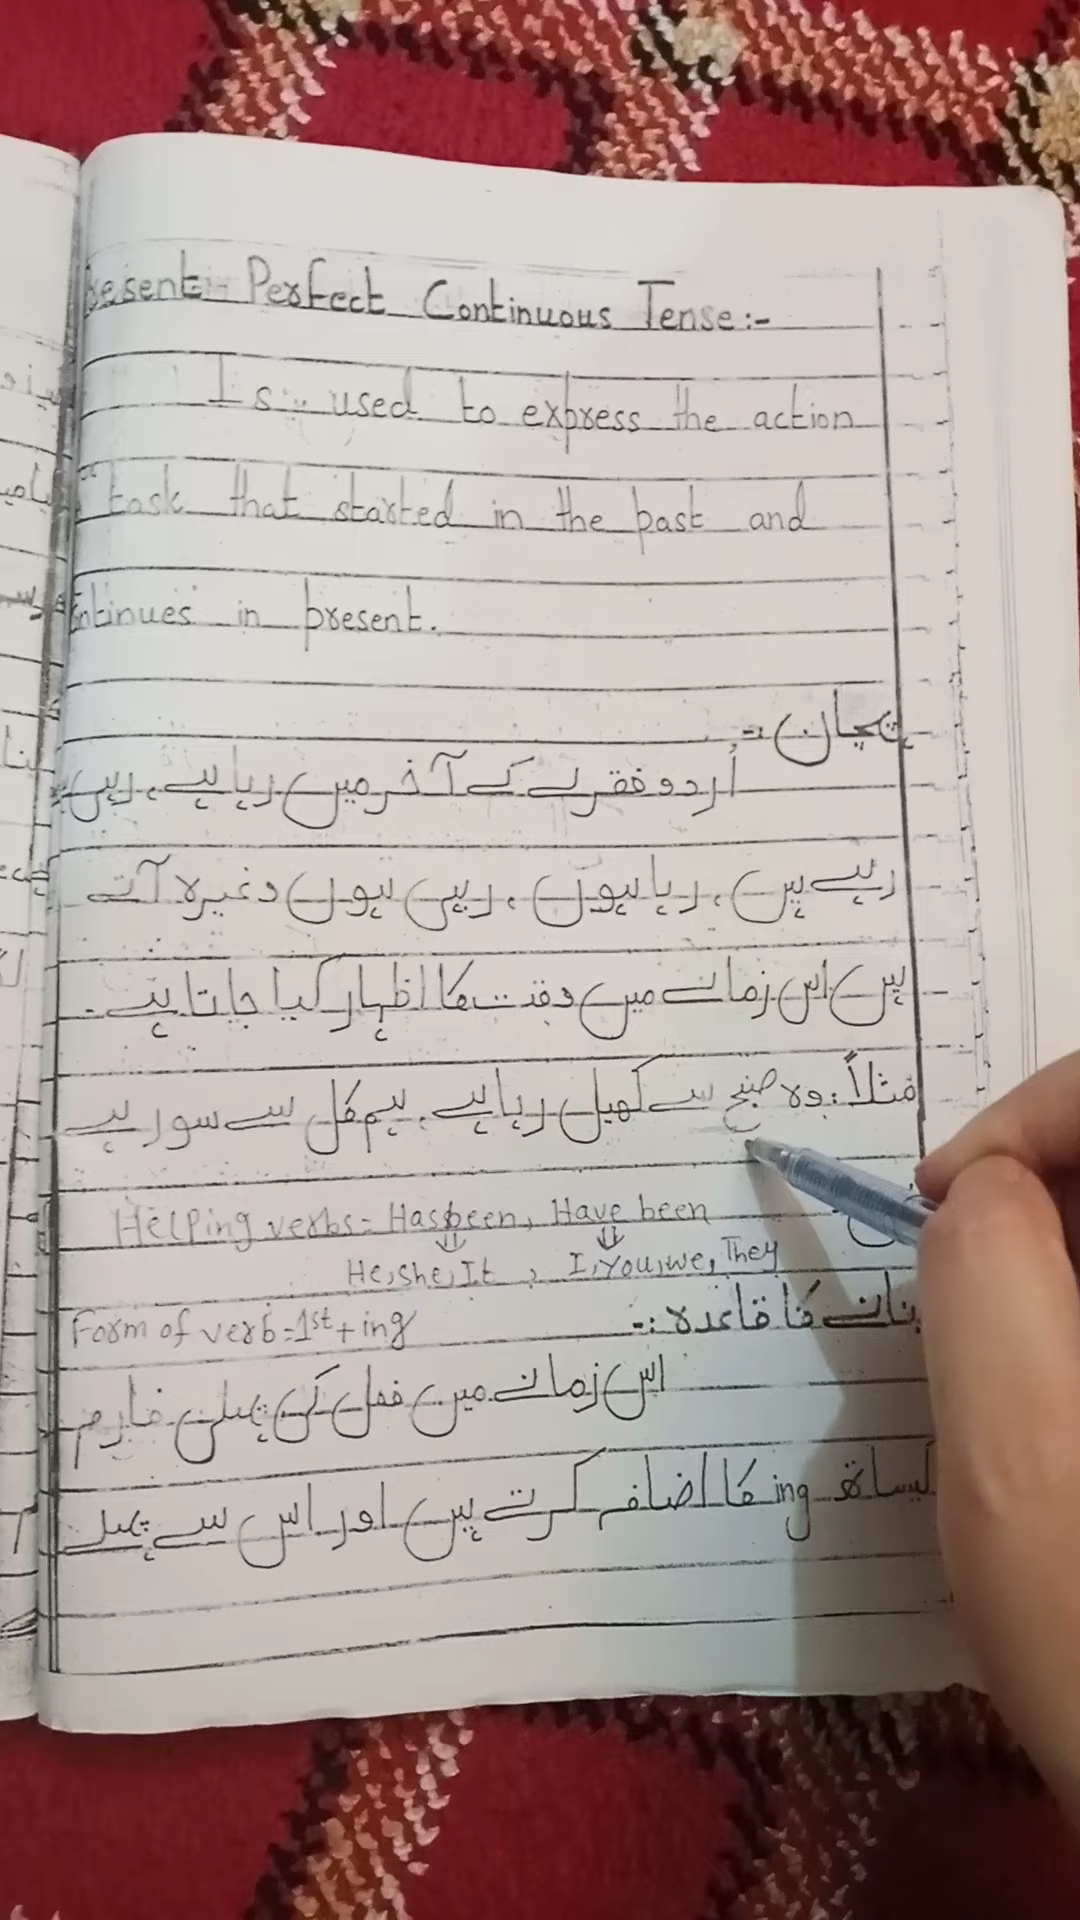 Present Perfect Continuous Tense:-
Is used to express the action
task that started in the past and
continues in present.
پہچان :-
اُردو فقرے کے آخر میں رہا ہے، رہی ہے
رہے ہیں، رہا ہوں، رہی ہوں وغیرہ آتے
ہیں اس زمانے میں وقت کا اظہار کیا جاتا ہے۔
مثلاً: وہ صبح سے کھیل رہا ہے۔ ہم کل سے سو رہے
ہیں
Helping verbs = Has been, Have been
He, she, It , I, You, we, They
بنانے کا قاعدہ :-
Form of verb = 1st + ing
اس زمانے میں فعل کی پہلی فارم
کیساتھ ing کا اضافہ کرتے ہیں اور اس سے پہلے